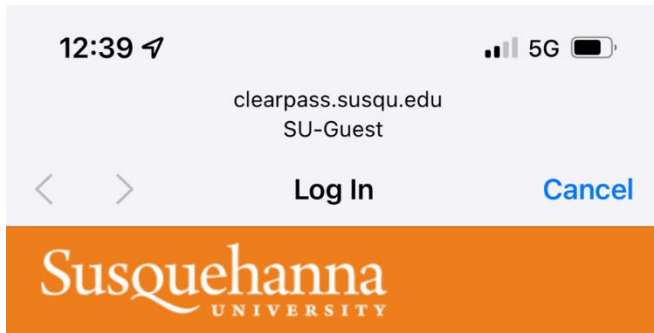 12:39 5G
clearpass.susqu.edu
SU-Guest
Log In Cancel
Susquehanna
UNIVERSITY